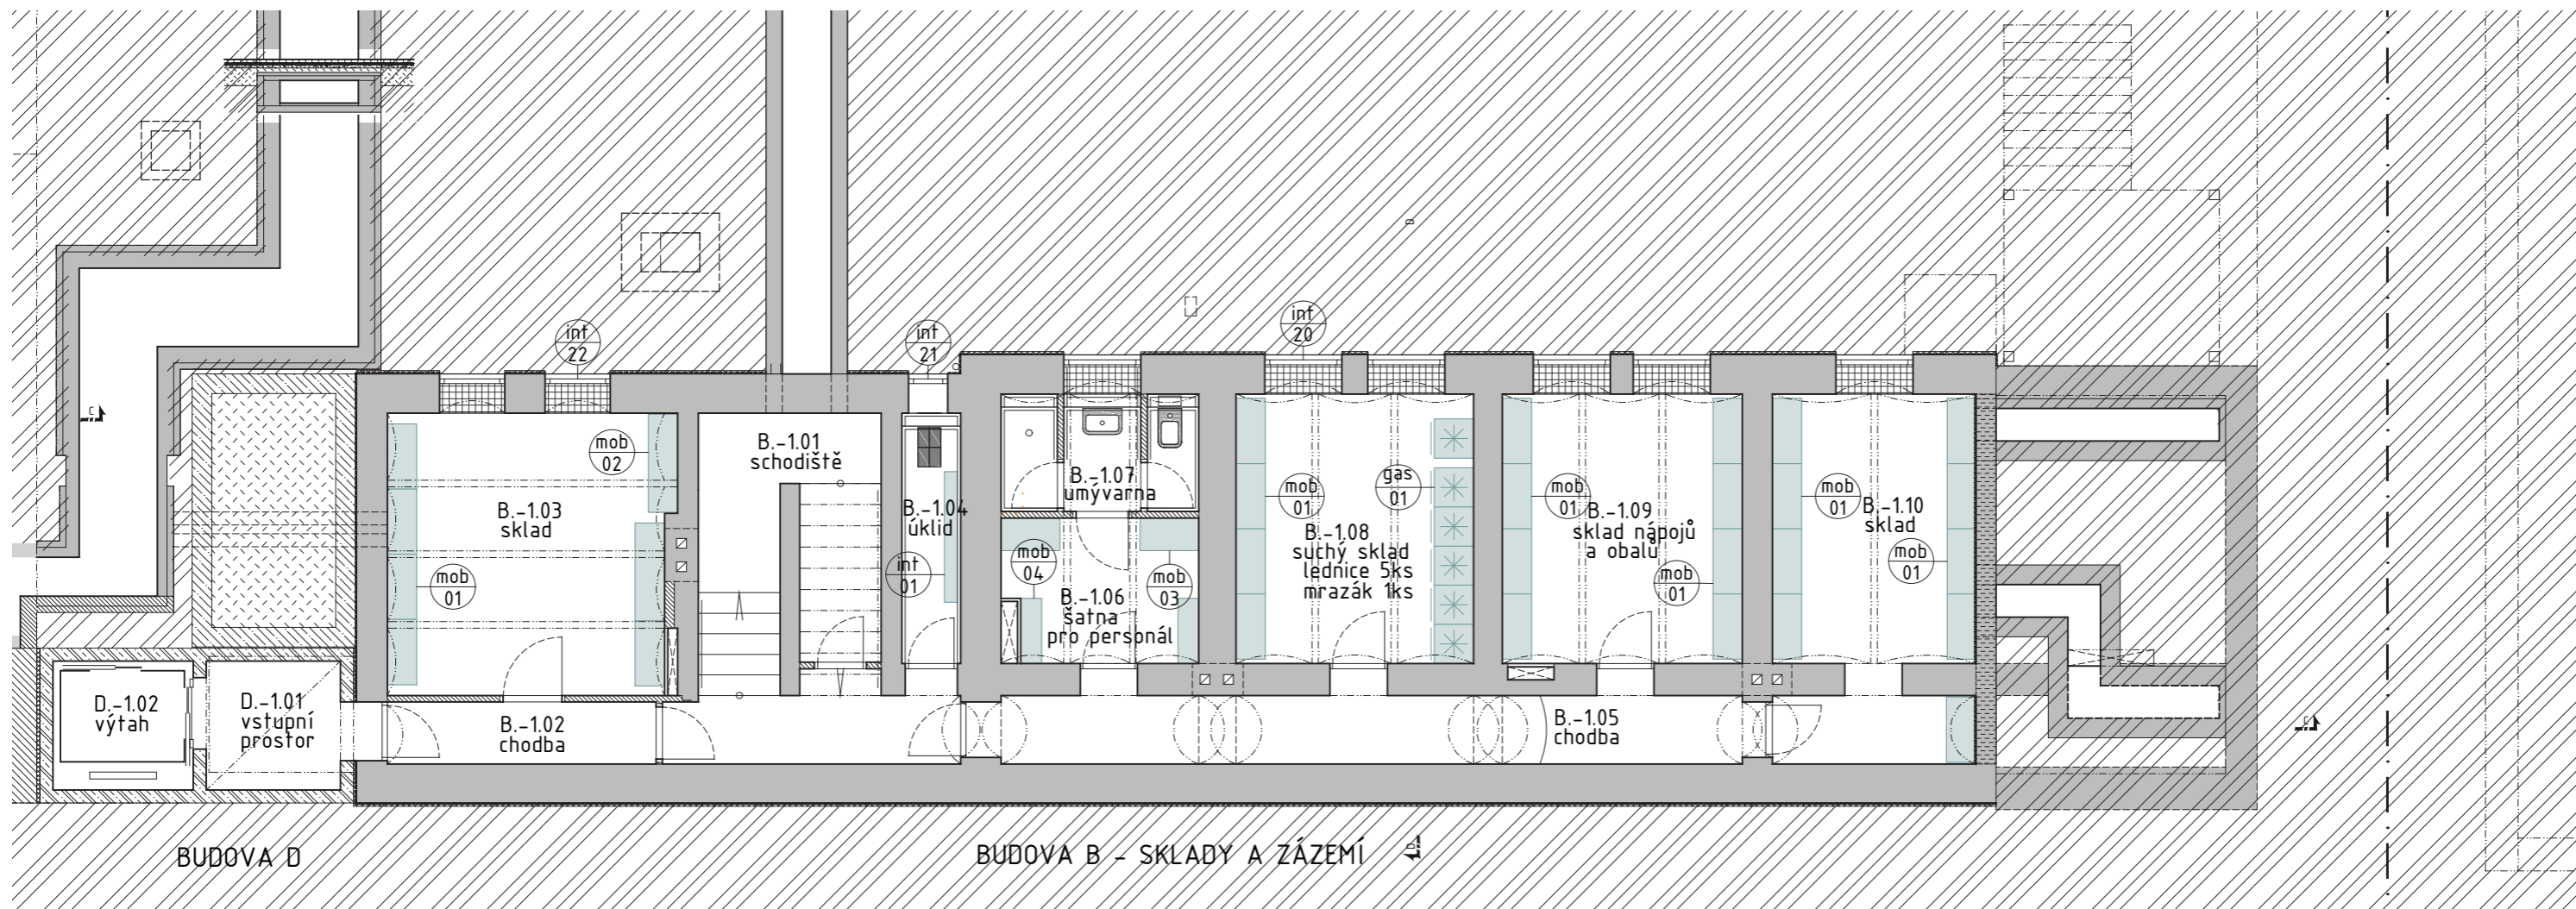 int
22
int
21
int
20
mob
02
B.-1.01
schodiště
B.-1.03
sklad
mob
01
B.-1.04
úklid
int
01
B.-1.07
umývarna
mob
04
mob
03
B.-1.06
šatna
pro personál
mob
01
gas
01
B.-1.08
suchý sklad
lednice 5ks
mrazák 1ks
mob
01
B.-1.09
sklad nápojů
a obalů
mob
01
mob
01
B.-1.10
sklad
mob
01
D.-1.02
výtah
D.-1.01
vstupní
prostor
B.-1.02
chodba
B.-1.05
chodba
BUDOVA D
BUDOVA B - SKLADY A ZÁZEMÍ